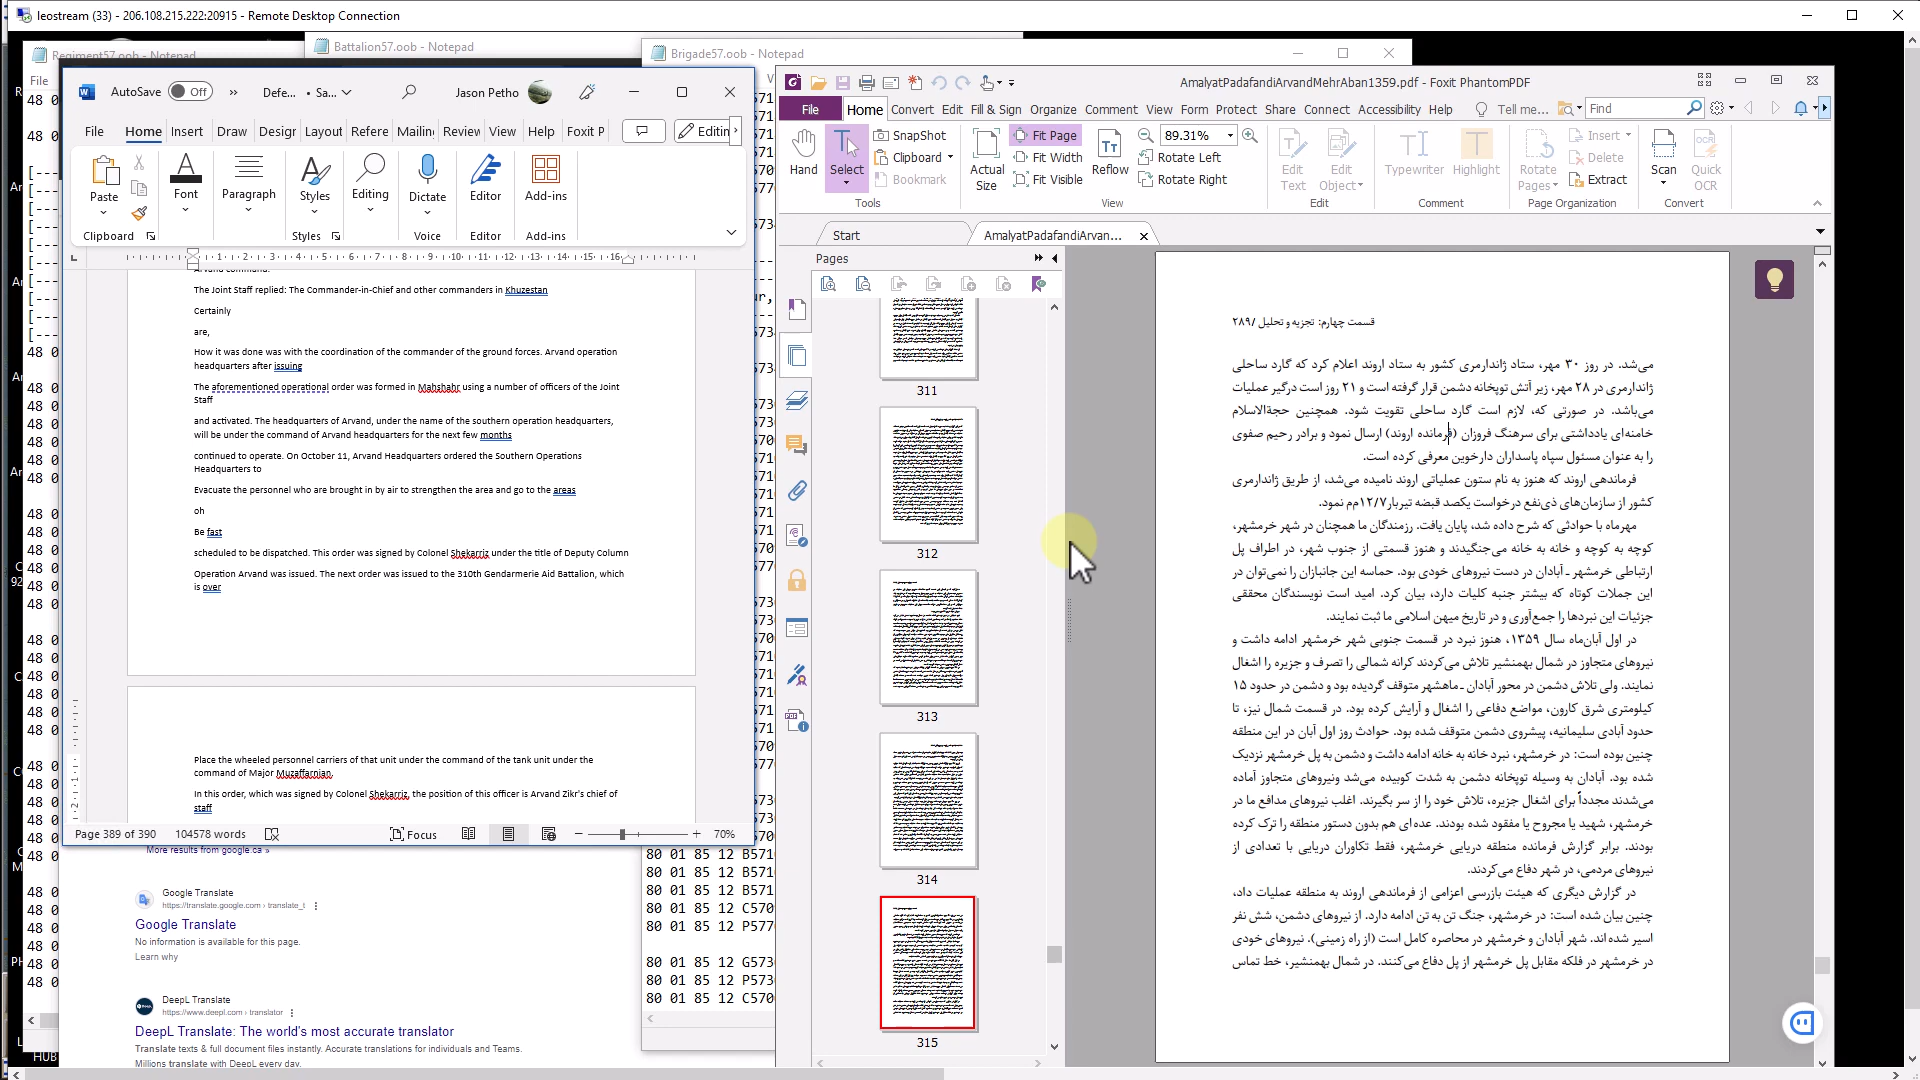 leostream (33) - 206.108.215.222:20915 - Remote Desktop Connection
Regiment57.oob - Notepad
Battalion57.oob - Notepad
Brigade57.oob - Notepad
File
AutoSave Off Defe... • Sa... Jason Petho
File Home Insert Draw Desigr Layout Refere Mailin Review View Help Foxit P Editin
Paste
Font
Paragraph
Styles
Editing
Dictate
Editor
Add-ins
Clipboard
Styles
Voice
Editor
Add-ins
The Joint Staff replied: The Commander-in-Chief and other commanders in Khuzestan
Certainly
are,
How it was done was with the coordination of the commander of the ground forces. Arvand operation
headquarters after issuing
The aforementioned operational order was formed in Mahshahr using a number of officers of the Joint
Staff
and activated. The headquarters of Arvand, under the name of the southern operation headquarters,
will be under the command of Arvand headquarters for the next few months
continued to operate. On October 11, Arvand Headquarters ordered the Southern Operations
Headquarters to
Evacuate the personnel who are brought in by air to strengthen the area and go to the areas
oh
Be fast
scheduled to be dispatched. This order was signed by Colonel Shekarriz under the title of Deputy Column
Operation Arvand was issued. The next order was issued to the 310th Gendarmerie Aid Battalion, which
is over
Place the wheeled personnel carriers of that unit under the command of the tank unit under the
command of Major Muzaffarnian.
In this order, which was signed by Colonel Shekarriz, the position of this officer is Arvand Zikr's chief of
staff
Page 389 of 390 104578 words Focus 70%
More results from google.ca »
Google Translate
https://translate.google.com › translate_t
Google Translate
No information is available for this page.
Learn why
DeepL Translate
https://www.deepl.com › translator
DeepL Translate: The world's most accurate translator
Translate texts & full document files instantly. Accurate translations for individuals and Teams.
Millions translate with DeepL every day.
HUB
80 01 85 12 G573
80 01 85 12 P573
80 01 85 12 C570
AmalyatPadafandiArvandMehrAban1359.pdf - Foxit PhantomPDF
File Home Convert Edit Fill & Sign Organize Comment View Form Protect Share Connect Accessibility Help Tell me... Find
Hand
Select
SnapShot
Clipboard
Bookmark
Actual
Size
Fit Page
Fit Width
Fit Visible
Reflow
89.31%
Rotate Left
Rotate Right
Edit
Text
Edit
Object
Typewriter
Highlight
Rotate
Pages
Insert
Delete
Extract
Scan
Quick
OCR
Tools
View
Edit
Comment
Page Organization
Convert
Start
AmalyatPadafandiArvan...
Pages
311
312
313
314
315
قسمت چهارم: تجزیه و تحلیل /۲۸۹
می‌شد. در روز ۳۰ مهر، ستاد ژاندارمری کشور به ستاد اروند اعلام کرد که گارد ساحلی
ژاندارمری در ۲۸ مهر، زیر آتش توپخانه دشمن قرار گرفته است و ۲۱ روز است درگیر عملیات
می‌باشد. در صورتی که، لازم است گارد ساحلی تقویت شود. همچنین حجةالاسلام
خامنه‌ای یادداشتی برای سرهنگ فروزان (فرمانده اروند) ارسال نمود و برادر رحیم صفوی
را به عنوان مسئول سپاه پاسداران دارخوین معرفی کرده است.
فرماندهی اروند که هنوز به نام ستون عملیاتی اروند نامیده می‌شد، از طریق ژاندارمری
کشور از سازمان‌های ذی‌نفع درخواست یکصد قبضه تیربار ۱۲/۷مم نمود.
مهرماه با حوادثی که شرح داده شد، پایان یافت. رزمندگان ما همچنان در شهر خرمشهر،
کوچه به کوچه و خانه به خانه می‌جنگیدند و هنوز قسمتی از جنوب شهر، در اطراف پل
ارتباطی خرمشهر ـ آبادان در دست نیروهای خودی بود. حماسه این جانبازان را نمی‌توان در
این جملات کوتاه که بیشتر جنبه کلیات دارد، بیان کرد. امید است نویسندگان محققی
جزئیات این نبردها را جمع‌آوری و در تاریخ میهن اسلامی ما ثبت نمایند.
در اول آبان‌ماه سال ۱۳۵۹، هنوز نبرد در قسمت جنوبی شهر خرمشهر ادامه داشت و
نیروهای متجاوز در شمال بهمنشیر تلاش می‌کردند کرانه شمالی را تصرف و جزیره را اشغال
نمایند. ولی تلاش دشمن در محور آبادان ـ ماهشهر متوقف گردیده بود و دشمن در حدود ۱۵
کیلومتری شرق کارون، مواضع دفاعی را اشغال و آرایش کرده بود. در قسمت شمال نیز، تا
حدود آبادی سلیمانیه، پیشروی دشمن متوقف شده بود. حوادث روز اول آبان در این منطقه
چنین بوده است: در خرمشهر، نبرد خانه به خانه ادامه داشت و دشمن به پل خرمشهر نزدیک
شده بود. آبادان به وسیله توپخانه دشمن به شدت کوبیده می‌شد ونیروهای متجاوز آماده
می‌شدند مجدداً برای اشغال جزیره، تلاش خود را از سر بگیرند. اغلب نیروهای مدافع ما در
خرمشهر، شهید یا مجروح یا مفقود شده بودند. عده‌ای هم بدون دستور منطقه را ترک کرده
بودند. برابر گزارش فرمانده منطقه دریایی خرمشهر، فقط تکاوران دریایی با تعدادی از
نیروهای مردمی، در شهر دفاع می‌کردند.
در گزارش دیگری که هیئت بازرسی اعزامی از فرماندهی اروند به منطقه عملیات داد،
چنین بیان شده است: در خرمشهر، جنگ تن به تن ادامه دارد. از نیروهای دشمن، شش نفر
اسیر شده‌اند. شهر آبادان و خرمشهر در محاصره کامل است (از راه زمینی). نیروهای خودی
در خرمشهر در فلکه مقابل پل خرمشهر از پل دفاع می‌کنند. در شمال بهمنشیر، خط تماس